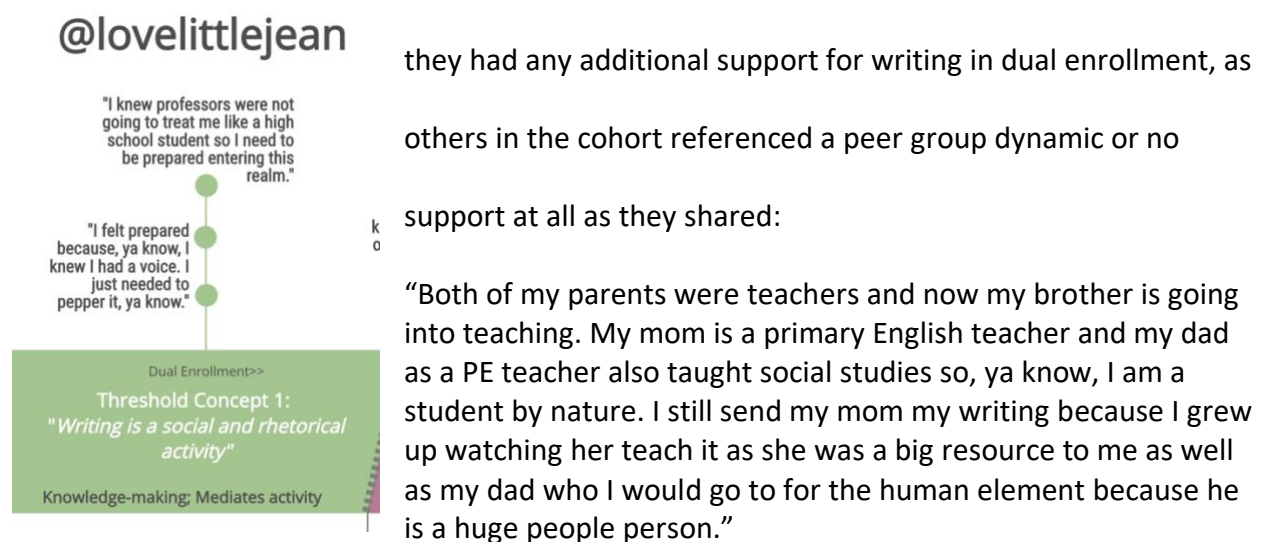 @lovelittlejean
"I knew professors were not
going to treat me like a high
school student so I need to
be prepared entering this
realm."
"I felt prepared
because, ya know, I
knew I had a voice. I
just needed to
pepper it, ya know."
k
o
Dual Enrollment>>
Threshold Concept 1:
"Writing is a social and rhetorical
activity"
Knowledge-making; Mediates activity
they had any additional support for writing in dual enrollment, as
others in the cohort referenced a peer group dynamic or no
support at all as they shared:
“Both of my parents were teachers and now my brother is going
into teaching. My mom is a primary English teacher and my dad
as a PE teacher also taught social studies so, ya know, I am a
student by nature. I still send my mom my writing because I grew
up watching her teach it as she was a big resource to me as well
as my dad who I would go to for the human element because he
is a huge people person.”